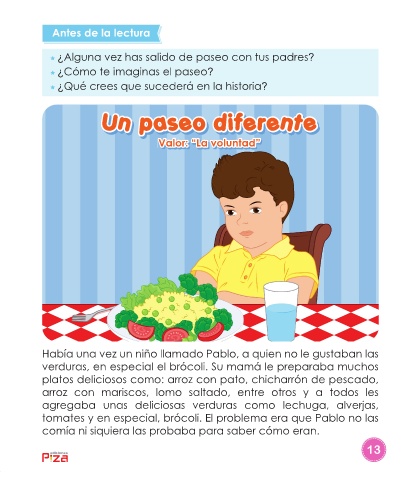 Antes de la lectura
¿Alguna vez has salido de paseo con tus padres?
¿Cómo te imaginas el paseo?
¿Qué crees que sucederá en la historia?
Un paseo diferente
Valor: "La voluntad"
Había una vez un niño llamado Pablo, a quien no le gustaban las
verduras, en especial el brócoli. Su mamá le preparaba muchos
platos deliciosos como: arroz con pato, chicharrón de pescado,
arroz con mariscos, lomo saltado, entre otros y a todos les
agregaba unas deliciosas verduras como lechuga, alverjas,
tomates y en especial, brócoli. El problema era que Pablo no las
comía ni siquiera las probaba para saber cómo eran.
13